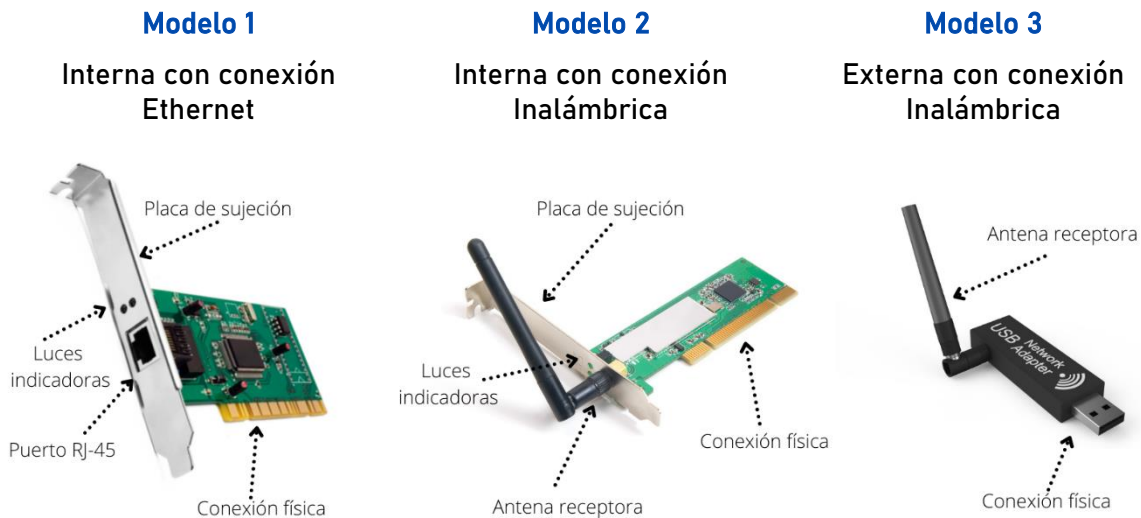 Modelo 1
Interna con conexión
Ethernet
Placa de sujeción
Luces
indicadoras
Puerto RJ-45
Conexión física
Modelo 2
Interna con conexión
Inalámbrica
Placa de sujeción
Luces
indicadoras
Conexión física
Antena receptora
Modelo 3
Externa con conexión
Inalámbrica
Antena receptora
USB Network
Adapter
Conexión física